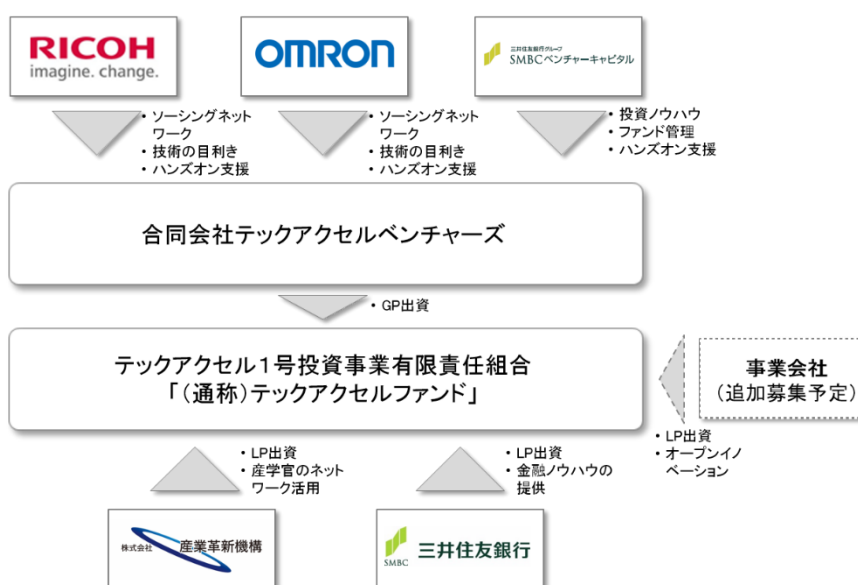 RICOH
imagine. change.
OMRON
三井住友銀行グループ
SMBCベンチャーキャピタル
・ソーシングネット
ワーク
・技術の目利き
・ハンズオン支援
・ソーシングネット
ワーク
・技術の目利き
・ハンズオン支援
・投資ノウハウ
・ファンド管理
・ハンズオン支援
合同会社テックアクセルベンチャーズ
・GP出資
テックアクセル１号投資事業有限責任組合
「（通称）テックアクセルファンド」
事業会社
（追加募集予定）
・LP出資
・オープンイノ
ベーション
・LP出資
・産学官のネット
ワーク活用
・LP出資
・金融ノウハウの
提供
株式会社 産業革新機構
SMBC 三井住友銀行